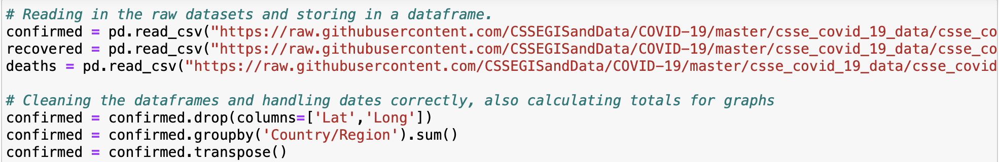 # Reading in the raw datasets and storing in a dataframe.
confirmed = pd.read_csv("https://raw.githubusercontent.com/CSSEGISandData/COVID-19/master/csse_covid_19_data/csse_co
recovered = pd.read_csv("https://raw.githubusercontent.com/CSSEGISandData/COVID-19/master/csse_covid_19_data/csse_co
deaths = pd.read_csv("https://raw.githubusercontent.com/CSSEGISandData/COVID-19/master/csse_covid_19_data/csse_covid
# Cleaning the dataframes and handling dates correctly, also calculating totals for graphs
confirmed = confirmed.drop(columns=['Lat','Long'])
confirmed = confirmed.groupby('Country/Region').sum()
confirmed = confirmed.transpose()